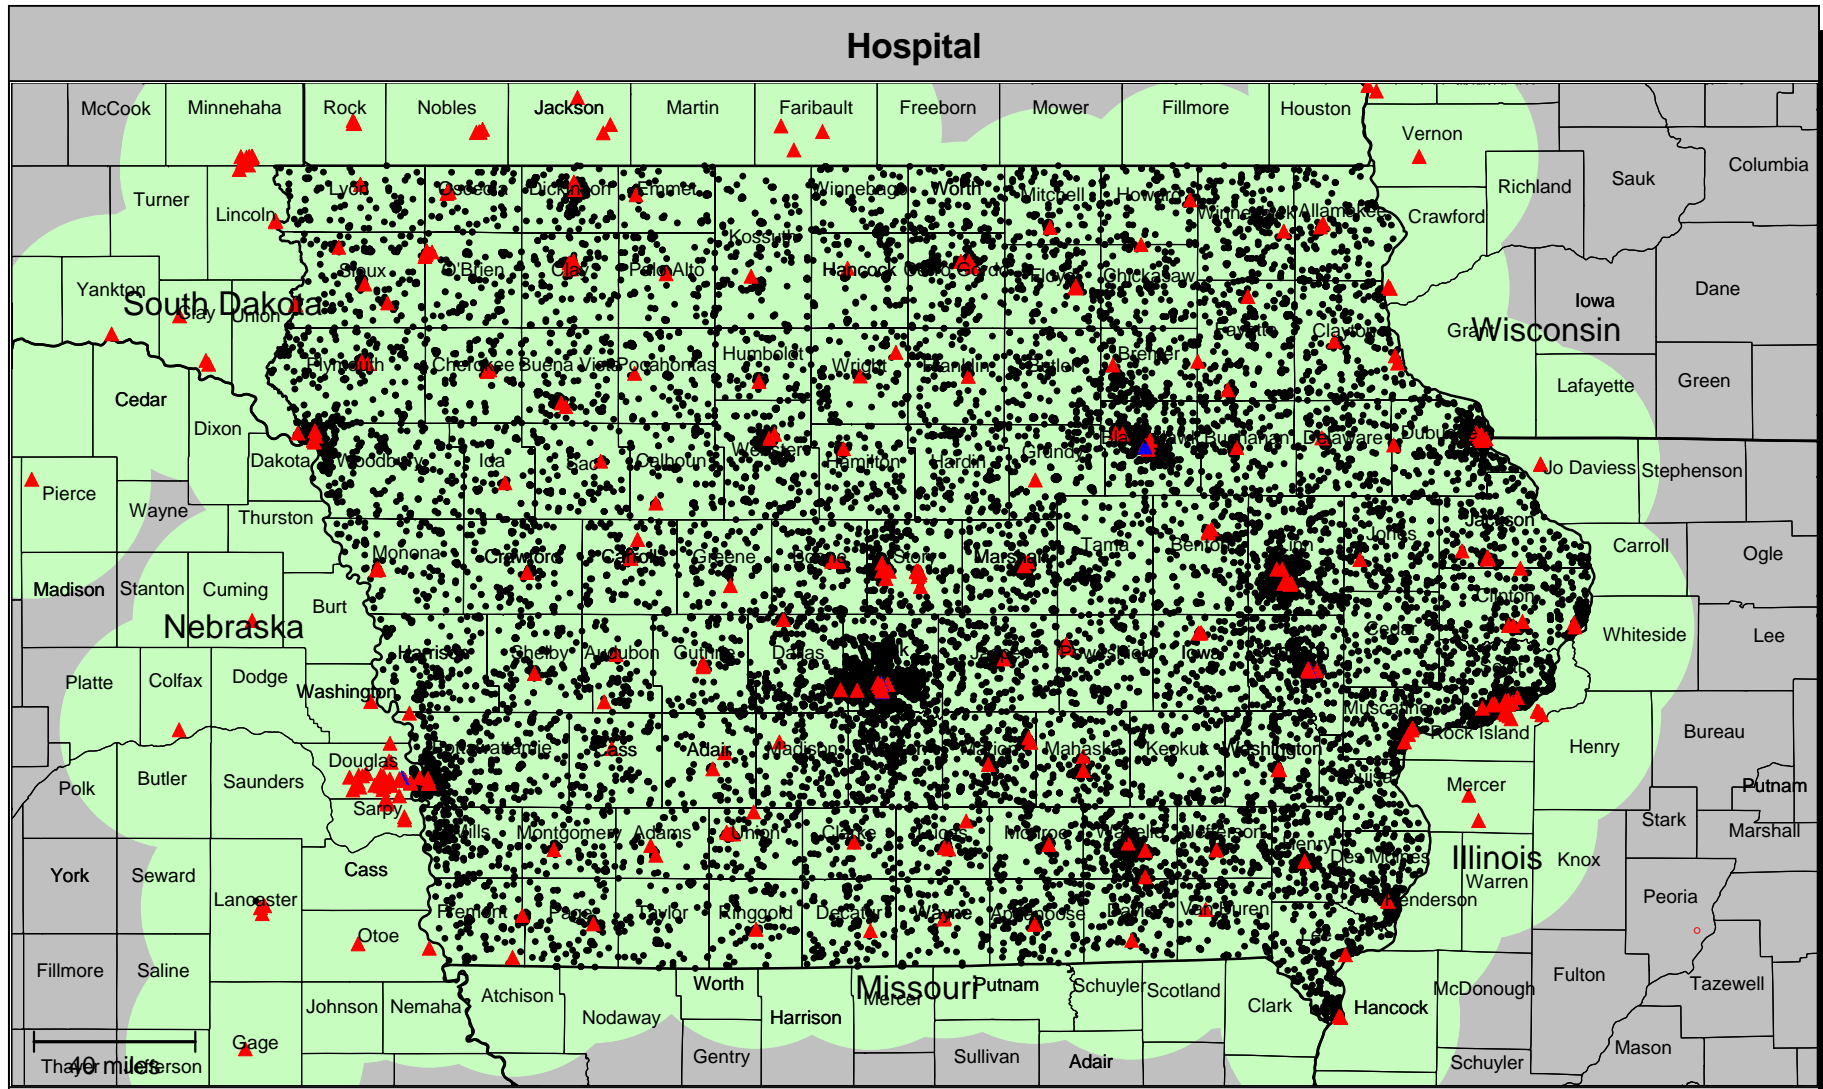 Hospital
McCook
Minnehaha
Rock
Nobles
Jackson
Martin
Faribault
Freeborn
Mower
Fillmore
Houston
Vernon
Columbia
Richland
Sauk
Turner
Lincoln
Lyon
Osceola
Dickinson
Emmet
Winnebago
Worth
Mitchell
Howard
Winneshiek
Allamakee
Crawford
Kossuth
Yankton
Clay
Union
South Dakota
Sioux
O'Brien
Clay
Palo Alto
Hancock
Cerro Gordo
Floyd
Chickasaw
Iowa
Dane
Fayette
Clayton
Grant
Wisconsin
Plymouth
Cherokee
Buena Vista
Pocahontas
Humboldt
Wright
Franklin
Butler
Bremer
Lafayette
Green
Cedar
Dixon
Dakota
Woodbury
Ida
Sac
Calhoun
Webster
Hamilton
Hardin
Grundy
Buchanan
Delaware
Jo Daviess
Stephenson
Pierce
Wayne
Thurston
Monona
Crawford
Carroll
Greene
Boone
Story
Marshall
Tama
Benton
Linn
Jones
Jackson
Carroll
Ogle
Madison
Stanton
Cuming
Burt
Clinton
Nebraska
Harrison
Shelby
Audubon
Guthrie
Dallas
Jasper
Poweshiek
Iowa
Cedar
Whiteside
Lee
Platte
Colfax
Dodge
Washington
Muscatine
Rock Island
Henry
Bureau
Douglas
Pottawattamie
Cass
Adair
Madison
Marion
Mahaska
Keokuk
Washington
Louisa
Polk
Butler
Saunders
Sarpy
Mercer
Putnam
Mills
Montgomery
Adams
Union
Clarke
Lucas
Monroe
Wapello
Jefferson
Henry
Des Moines
Stark
Marshall
Illinois
Knox
Warren
York
Seward
Cass
Lancaster
Peoria
Henderson
Fremont
Page
Taylor
Ringgold
Decatur
Wayne
Appanoose
Davis
Van Buren
Lee
Otoe
Fillmore
Saline
Fulton
Tazewell
Johnson
Nemaha
Atchison
Nodaway
Worth
Harrison
Missouri
Mercer
Putnam
Schuyler
Scotland
Clark
Hancock
McDonough
Gage
Gentry
Sullivan
Adair
Schuyler
Mason
Thayer
40 miles
Jefferson